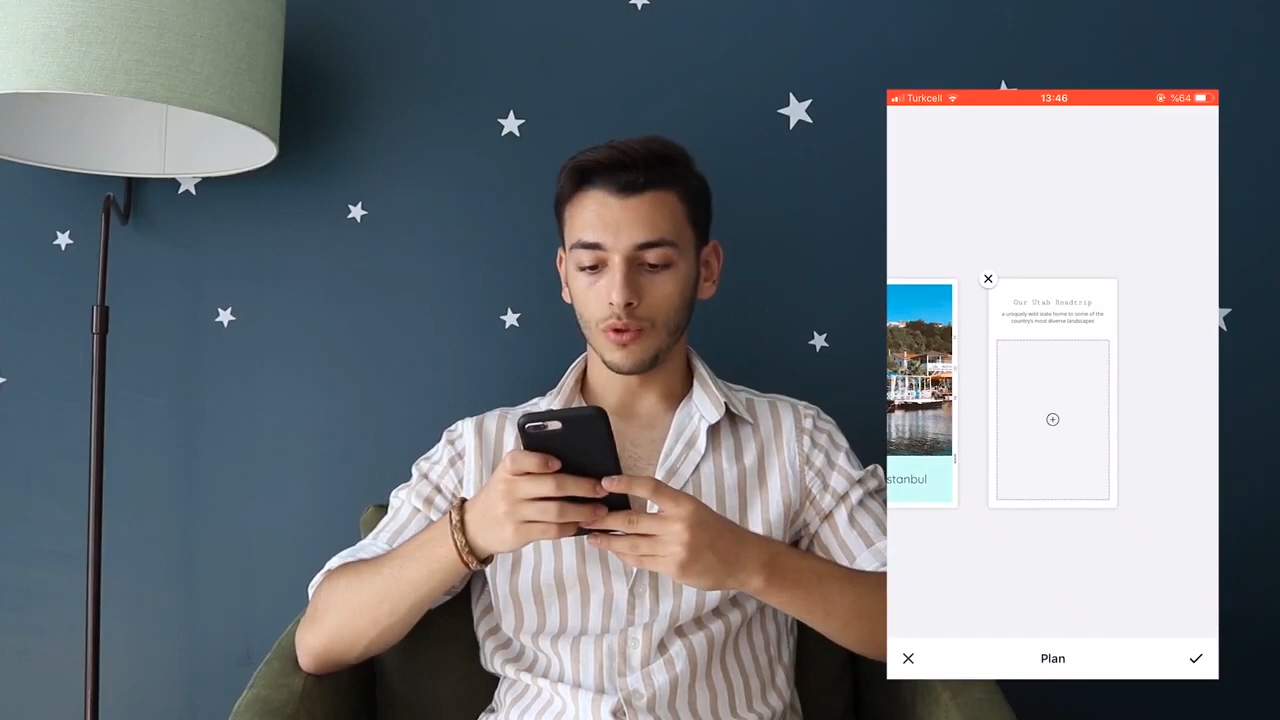 Turkcell 13:46 %64
Our Utah Roadtrip
a uniquely wild state home to some of the
country's most diverse landscapes
stanbul
Plan